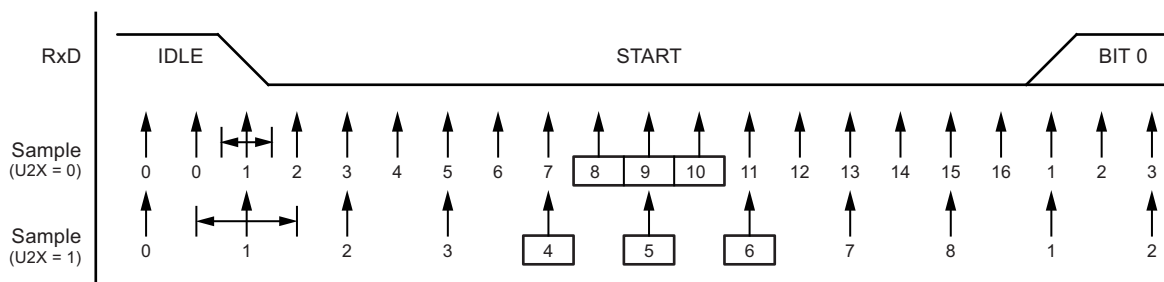 RxD IDLE START BIT 0
Sample
(U2X = 0)
0 0 1 2 3 4 5 6 7 8 9 10 11 12 13 14 15 16 1 2 3
Sample
(U2X = 1)
0 1 2 3 4 5 6 7 8 1 2